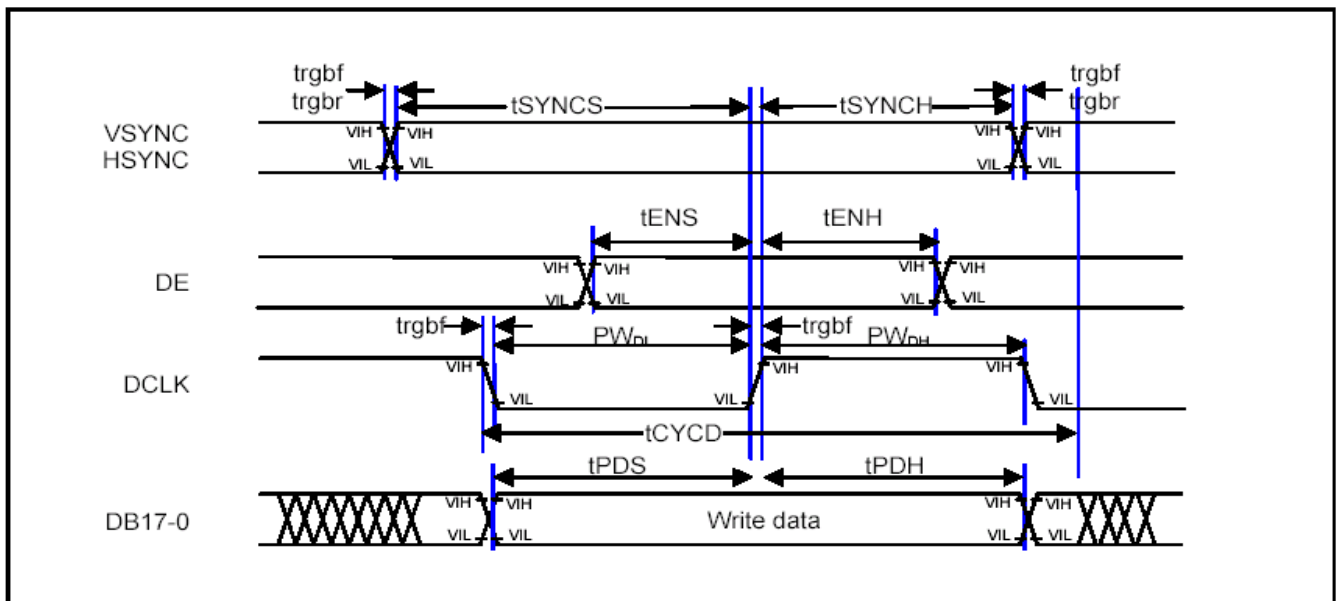 trgbf
trgbr
tSYNCS
tSYNCH
trgbf
trgbr
VSYNC
HSYNC
VIH
VIH
VIH
VIH
VIL
VIL
VIL
VIL
tENS
tENH
DE
VIH
VIH
VIH
VIH
VIL
VIL
VIL
VIL
trgbf
PWDL
trgbf
PWDH
DCLK
VIH
VIH
VIH
VIL
VIL
VIL
tCYCD
tPDS
tPDH
DB17-0
VIH
VIH
Write data
VIH
VIH
VIL
VIL
VIL
VIL